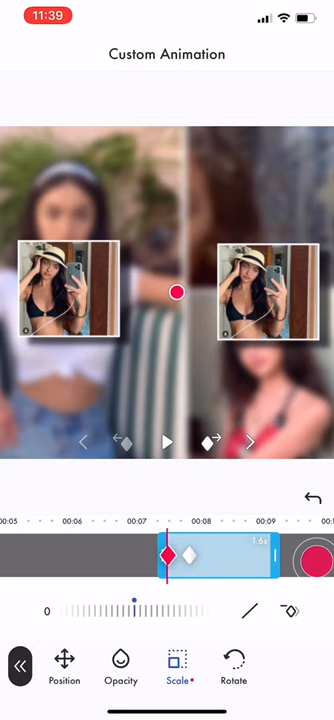 11:39
Custom Animation
00:05
00:06
00:07
00:08
00:09
1.6s
0
Position
Opacity
Scale
Rotate